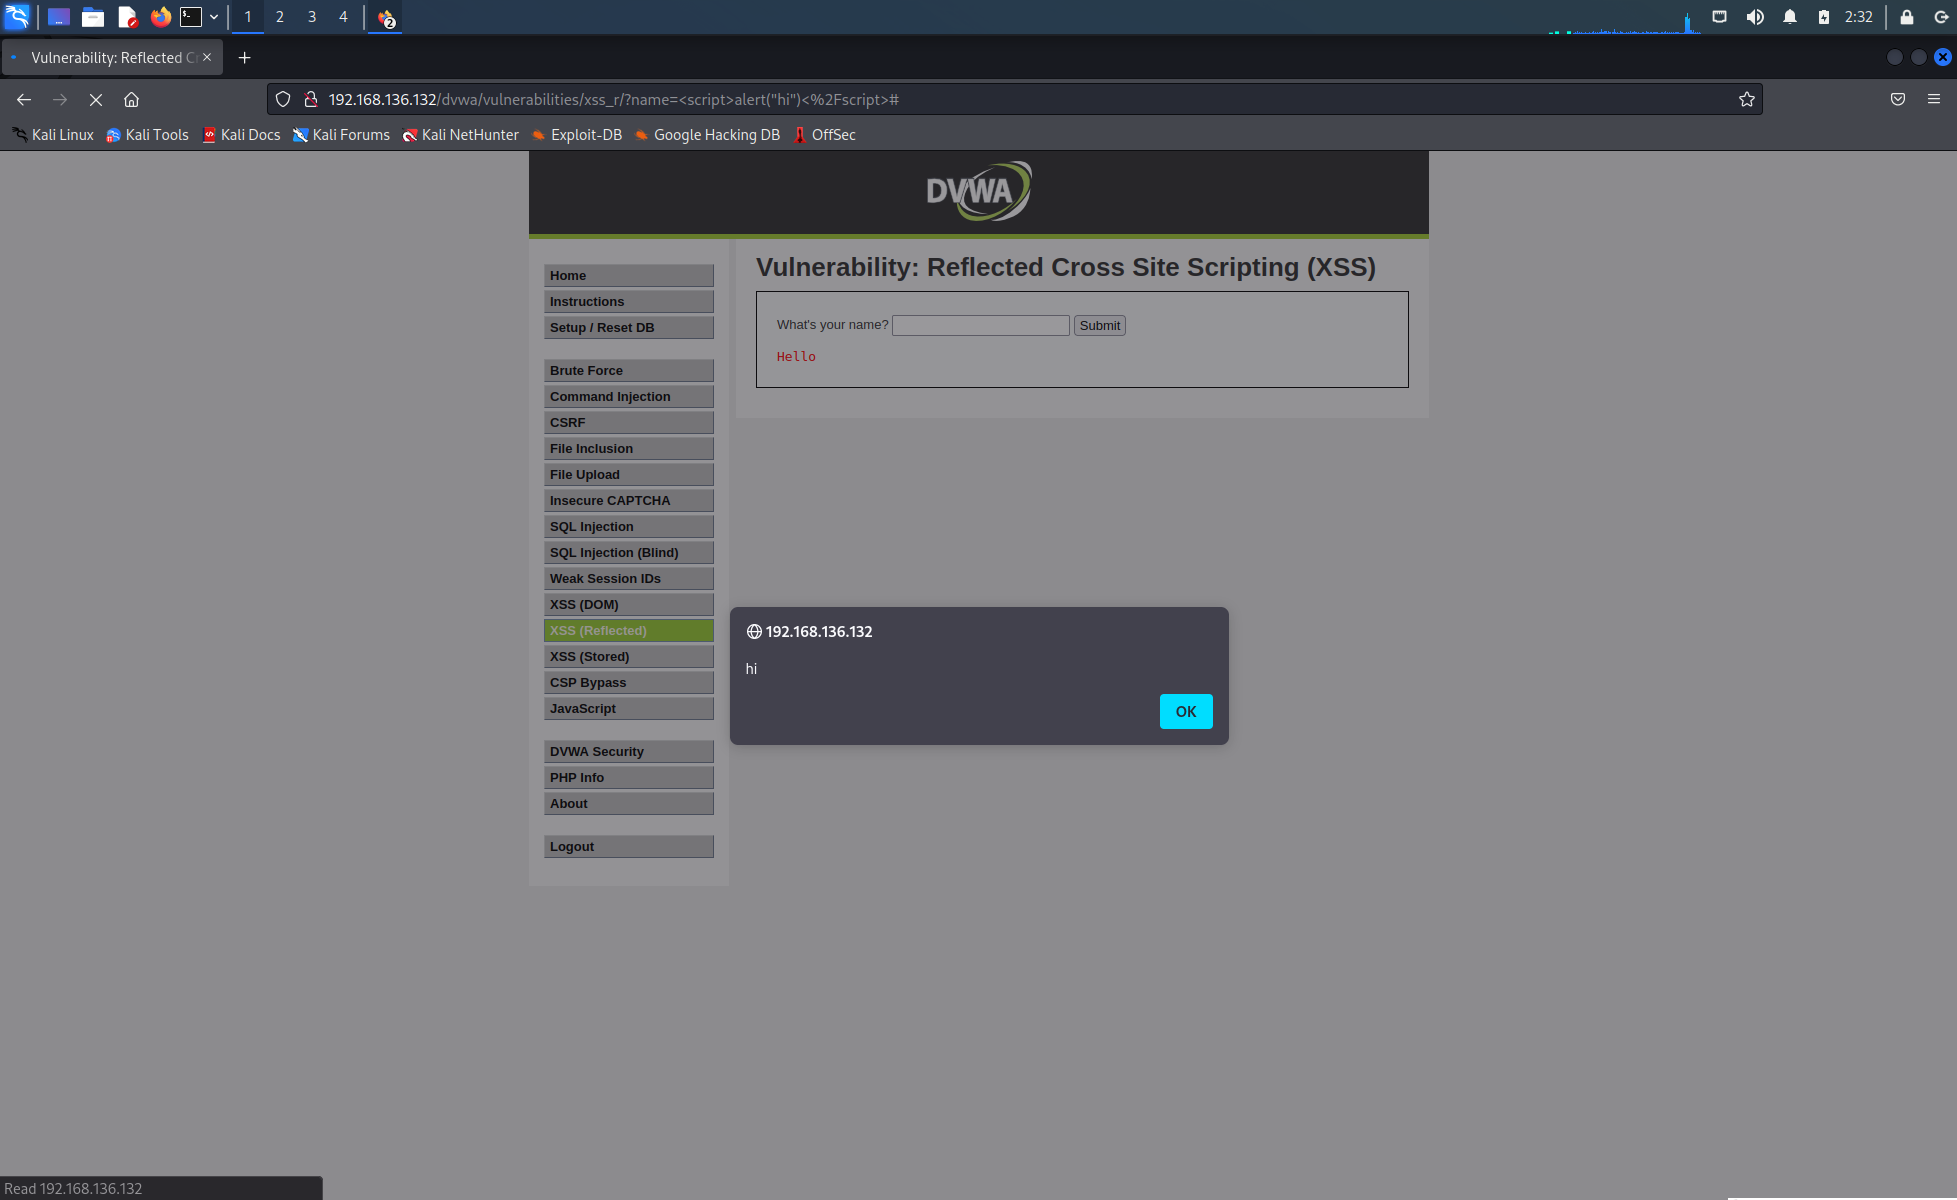 1 2 3 4 2 2:32
Vulnerability: Reflected C
192.168.136.132/dvwa/vulnerabilities/xss_r/?name=<script>alert("hi")<%2Fscript>#
Kali Linux Kali Tools Kali Docs Kali Forums Kali NetHunter Exploit-DB Google Hacking DB OffSec
DVWA
Home
Instructions
Setup / Reset DB
Brute Force
Command Injection
CSRF
File Inclusion
File Upload
Insecure CAPTCHA
SQL Injection
SQL Injection (Blind)
Weak Session IDs
XSS (DOM)
XSS (Reflected)
XSS (Stored)
CSP Bypass
JavaScript
DVWA Security
PHP Info
About
Logout
Vulnerability: Reflected Cross Site Scripting (XSS)
What's your name? Submit
Hello
192.168.136.132
hi
OK
Read 192.168.136.132